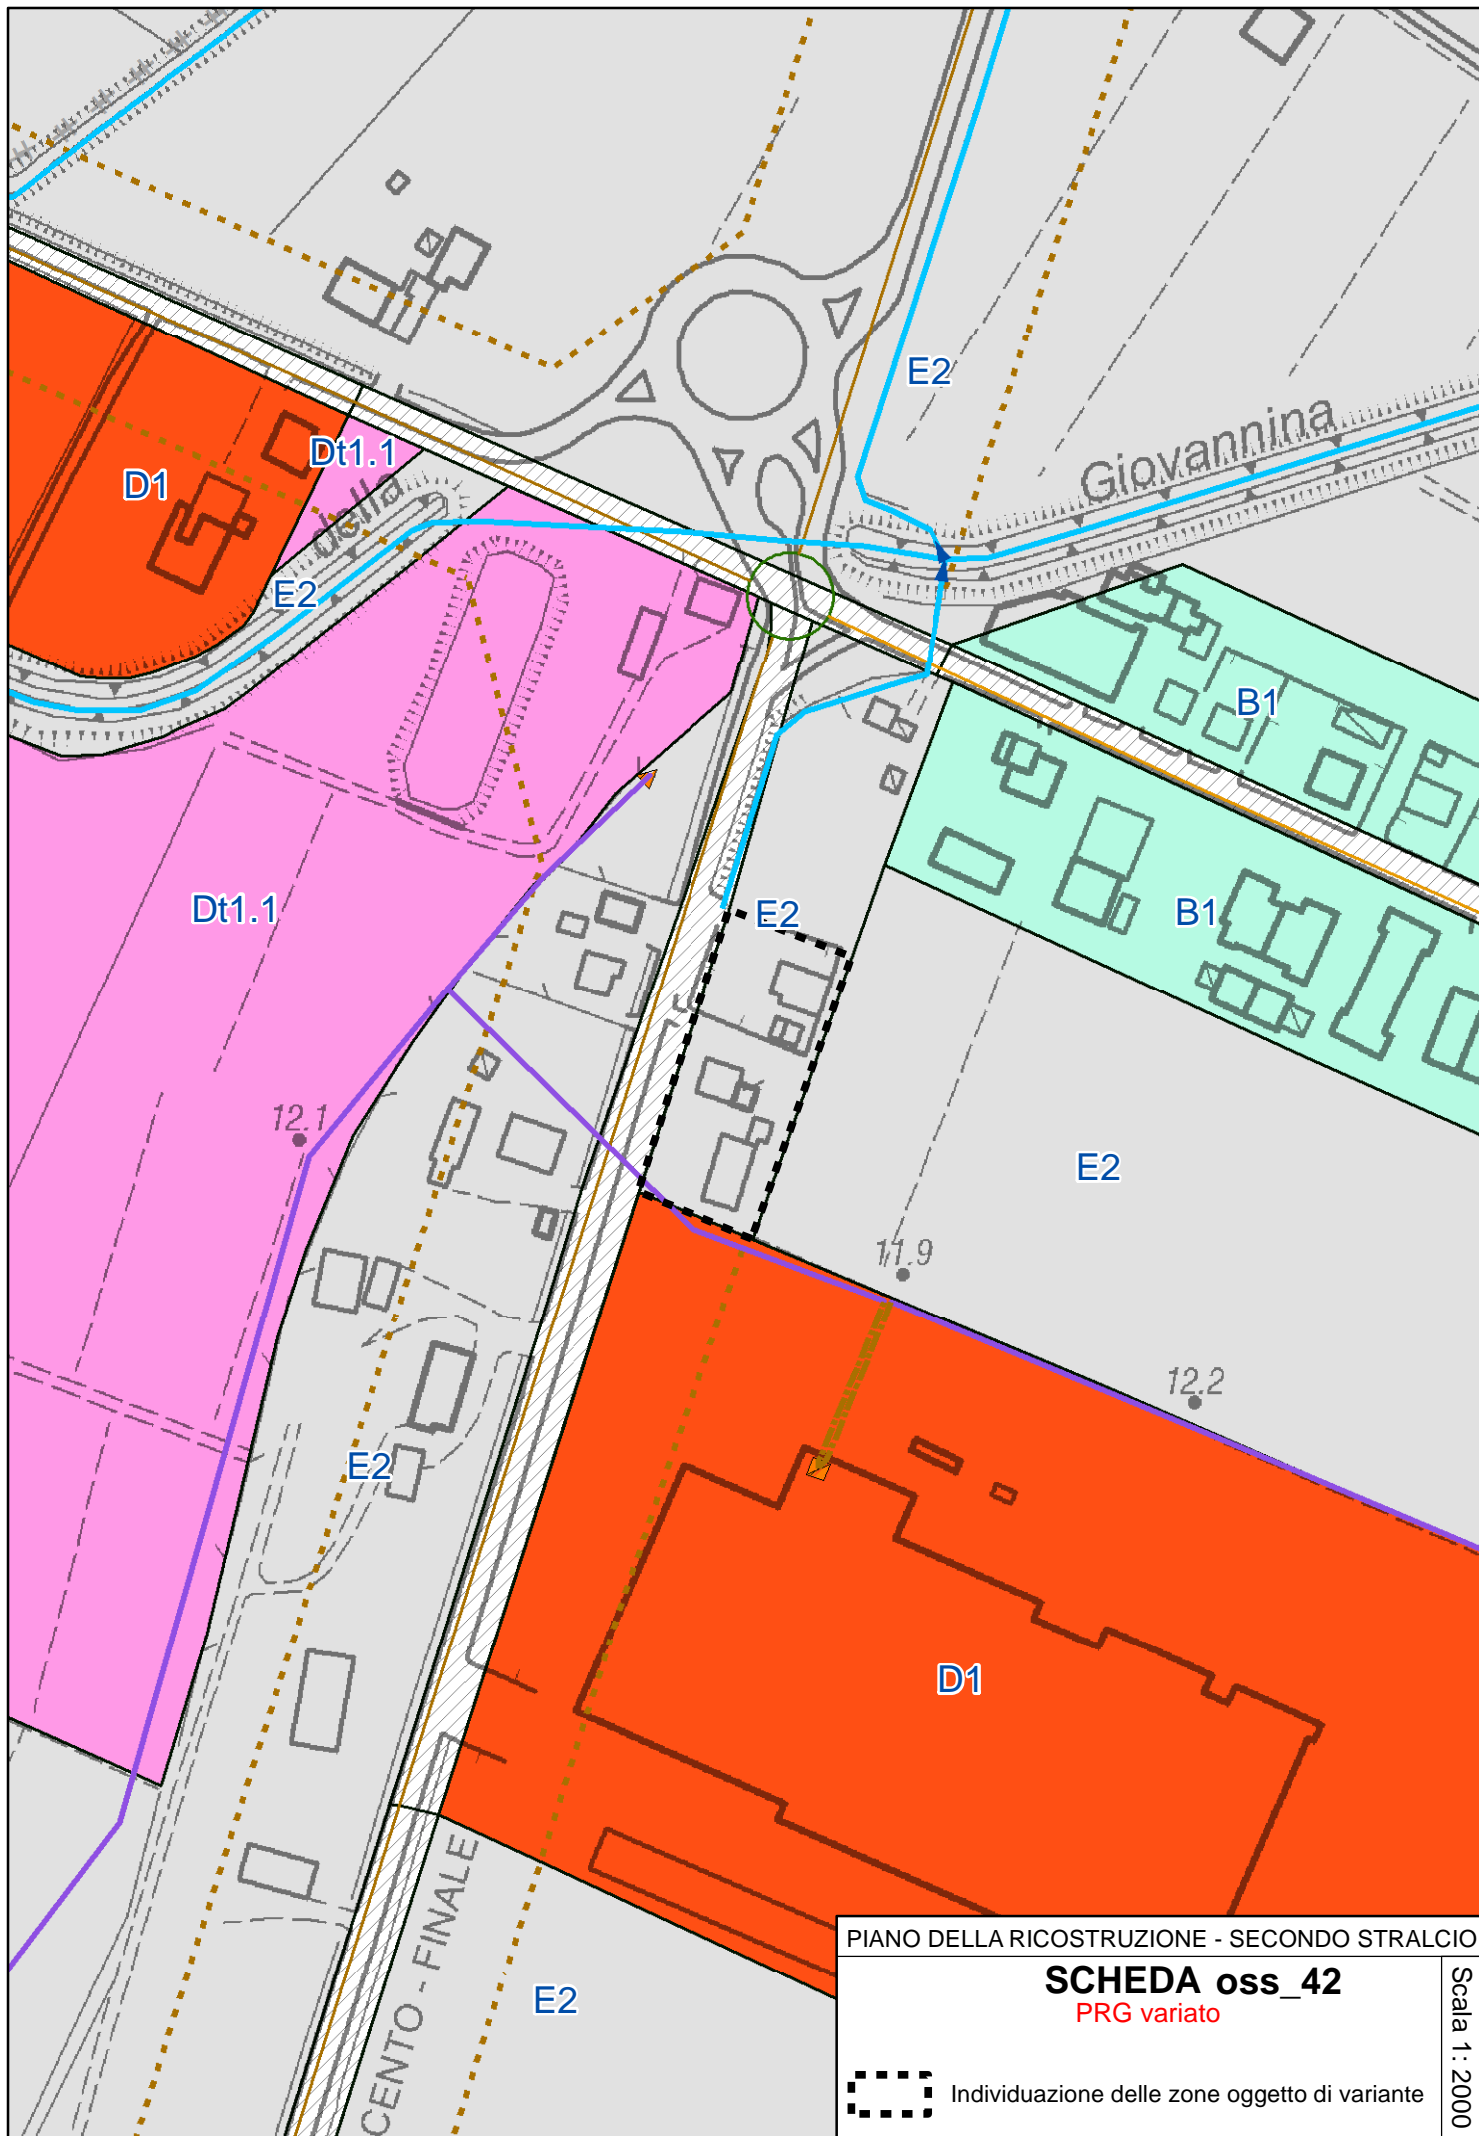 E2
Giovannina
Dt1.1
D1
della
E2
B1
Dt1.1
E2
B1
12.1
E2
11.9
12.2
E2
D1
CENTO - FINALE
E2
PIANO DELLA RICOSTRUZIONE - SECONDO STRALCIO
SCHEDA oss_42
PRG variato
Individuazione delle zone oggetto di variante
Scala 1: 2000